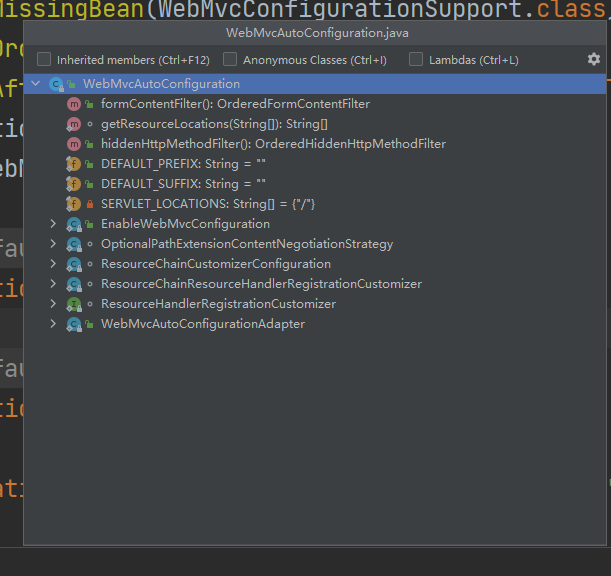 MissingBean(WebMvcConfigurationSupport.class,
WebMvcAutoConfiguration.java
Inherited members (Ctrl+F12) Anonymous Classes (Ctrl+I) Lambdas (Ctrl+L)
WebMvcAutoConfiguration
formContentFilter(): OrderedFormContentFilter
getResourceLocations(String[]): String[]
hiddenHttpMethodFilter(): OrderedHiddenHttpMethodFilter
DEFAULT_PREFIX: String = ""
DEFAULT_SUFFIX: String = ""
SERVLET_LOCATIONS: String[] = {"/"}
EnableWebMvcConfiguration
OptionalPathExtensionContentNegotiationStrategy
ResourceChainCustomizerConfiguration
ResourceChainResourceHandlerRegistrationCustomizer
ResourceHandlerRegistrationCustomizer
WebMvcAutoConfigurationAdapter